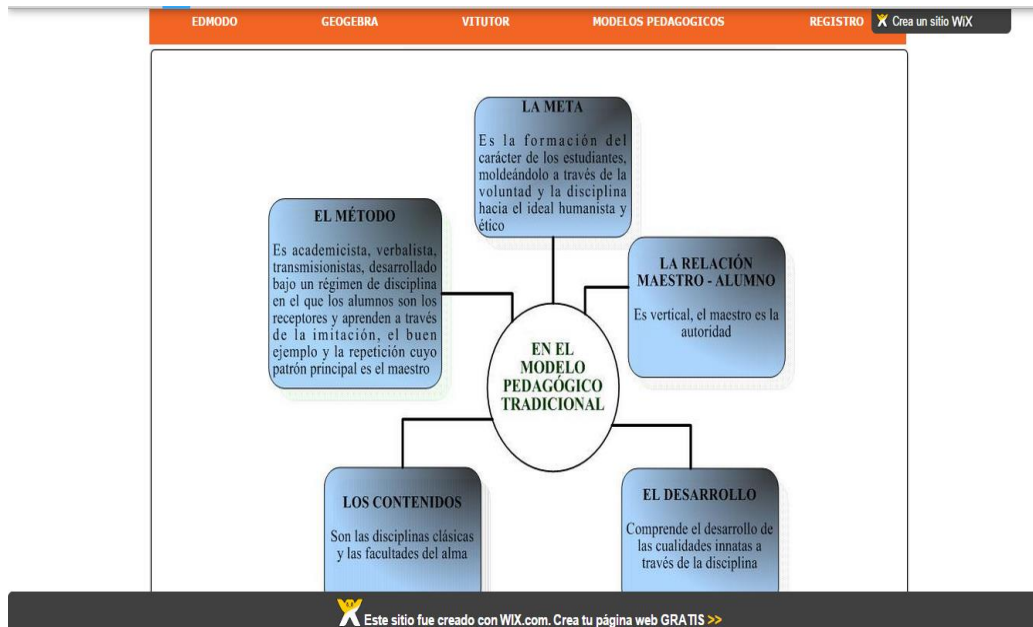 EDMODO GEOGEBRA VITUTOR MODELOS PEDAGOGICOS REGISTRO
Crea un sitio WiX
LA META
Es la formación del
carácter de los estudiantes,
moldeándolo a través de la
voluntad y la disciplina
hacia el ideal humanista y
ético
EL MÉTODO
Es academicista, verbalista,
transmisionistas, desarrollado
bajo un régimen de disciplina
en el que los alumnos son los
receptores y aprenden a través
de la imitación, el buen
ejemplo y la repetición cuyo
patrón principal es el maestro
LA RELACIÓN
MAESTRO - ALUMNO
Es vertical, el maestro es la
autoridad
EN EL
MODELO
PEDAGÓGICO
TRADICIONAL
LOS CONTENIDOS
Son las disciplinas clásicas
y las facultades del alma
EL DESARROLLO
Comprende el desarrollo de
las cualidades innatas a
través de la disciplina
Este sitio fue creado con WIX.com. Crea tu página web GRATIS >>